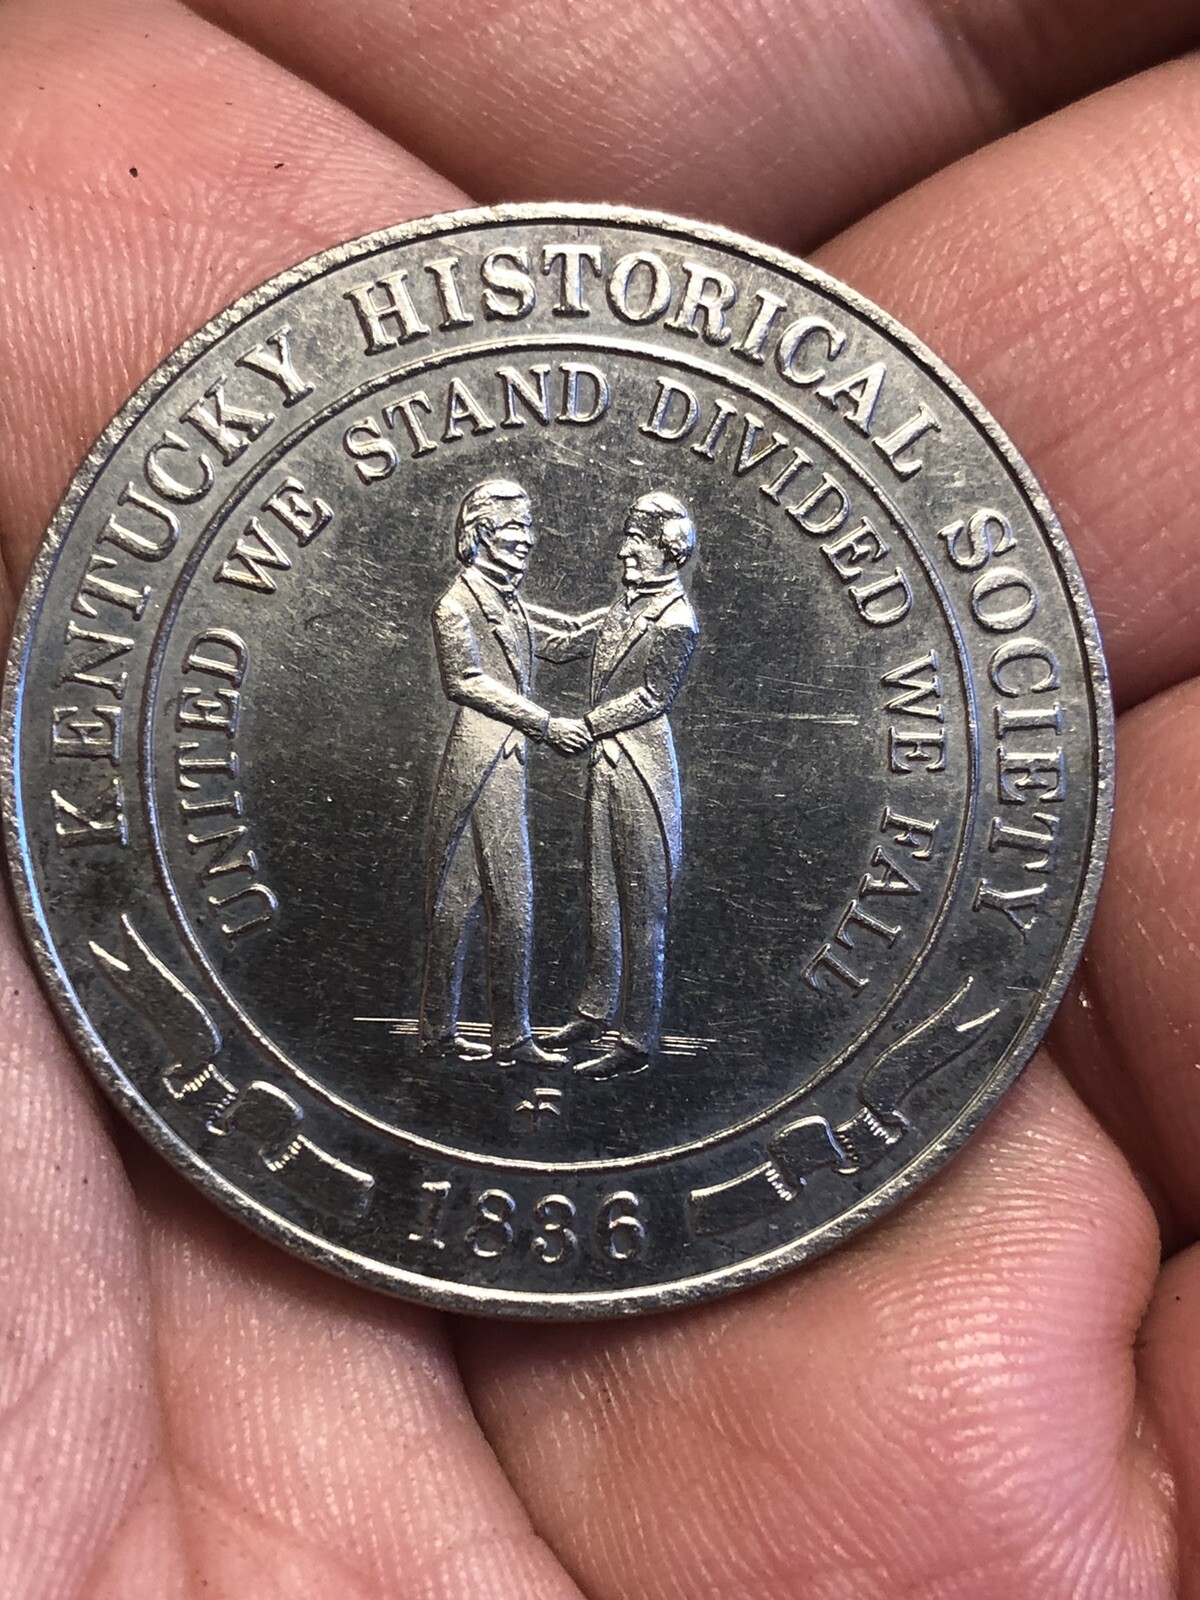 KENTUCKY HISTORICAL SOCIETY
UNITED WE STAND DIVIDED WE FALL
1836